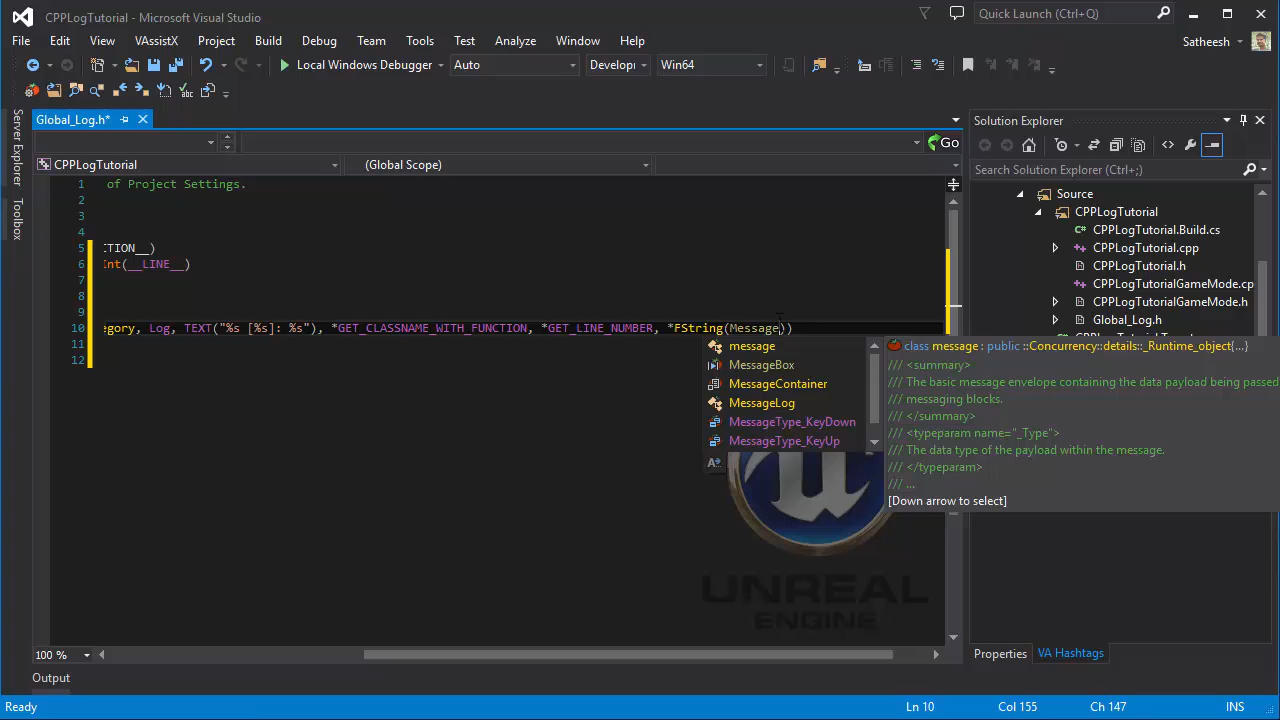 CPPLogTutorial - Microsoft Visual Studio
Quick Launch (Ctrl+Q)
File Edit View VAssistX Project Build Debug Team Tools Test Analyze Window Help
Satheesh
Local Windows Debugger Auto Develop Win64
Server Explorer
Toolbox
Global_Log.h*
Go
CPPLogTutorial (Global Scope)
1 of Project Settings.
2
3
4
5 CTION__)
6 Int(__LINE__)
7
8
9
10 egory, Log, TEXT("%s [%s]: %s"), *GET_CLASSNAME_WITH_FUNCTION, *GET_LINE_NUMBER, *FString(Message))
11
12
message
MessageBox
MessageContainer
MessageLog
MessageType_KeyDown
MessageType_KeyUp
class message : public ::Concurrency::details::_Runtime_object{...}
/// <summary>
/// The basic message envelope containing the data payload being passed
/// messaging blocks.
/// </summary>
/// <typeparam name="_Type">
/// The data type of the payload within the message.
/// </typeparam>
/// ...
[Down arrow to select]
UNREAL
ENGINE
100 %
Solution Explorer
Search Solution Explorer (Ctrl+;)
Source
CPPLogTutorial
CPPLogTutorial.Build.cs
CPPLogTutorial.cpp
CPPLogTutorial.h
CPPLogTutorialGameMode.cp
CPPLogTutorialGameMode.h
Global_Log.h
Properties VA Hashtags
Output
Ready Ln 10 Col 155 Ch 147 INS